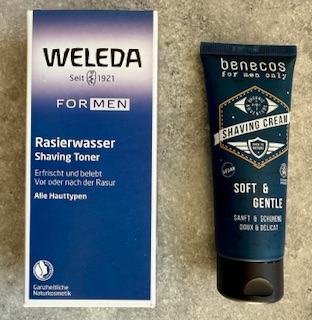 WELEDA
Seit 1921
FOR MEN
Rasierwasser
Shaving Toner
Erfrischt und belebt
Vor oder nach der Rasur
Alle Hauttypen
Ganzheitliche
Naturkosmetik
benecos
for men only
SHAVING CREAM
VEGAN
SOFT &
GENTLE
SANFT & SCHONEND
DOUX & DÉLICAT